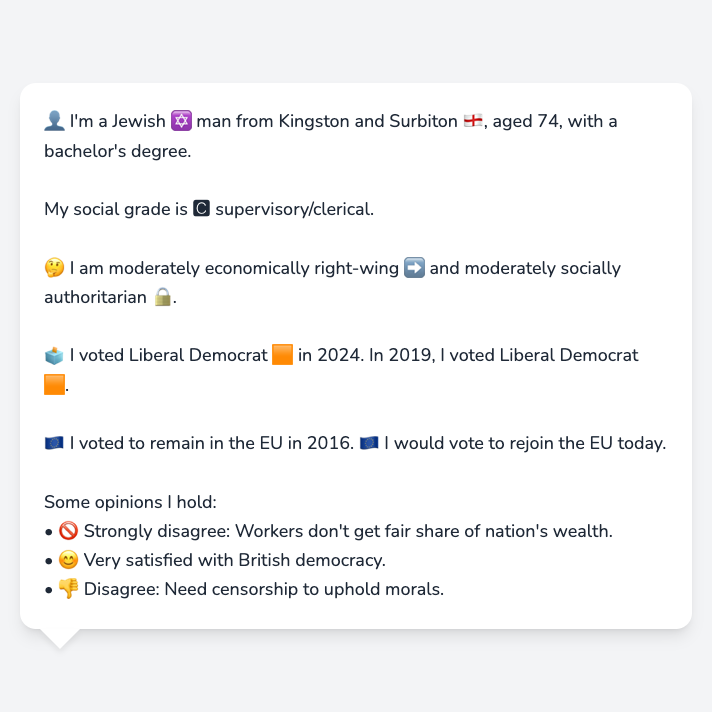 👤 I'm a Jewish ✡️ man from Kingston and Surbiton 🏴󠁧󠁢󠁥󠁮󠁧󠁿, aged 74, with a
bachelor's degree.
My social grade is 🅲 supervisory/clerical.
🤔 I am moderately economically right-wing ➡️ and moderately socially
authoritarian 🔒.
🗳️ I voted Liberal Democrat 🟧 in 2024. In 2019, I voted Liberal Democrat
🟧.
🇪🇺 I voted to remain in the EU in 2016. 🇪🇺 I would vote to rejoin the EU today.
Some opinions I hold:
• 🚫 Strongly disagree: Workers don't get fair share of nation's wealth.
• 😊 Very satisfied with British democracy.
• 👎 Disagree: Need censorship to uphold morals.